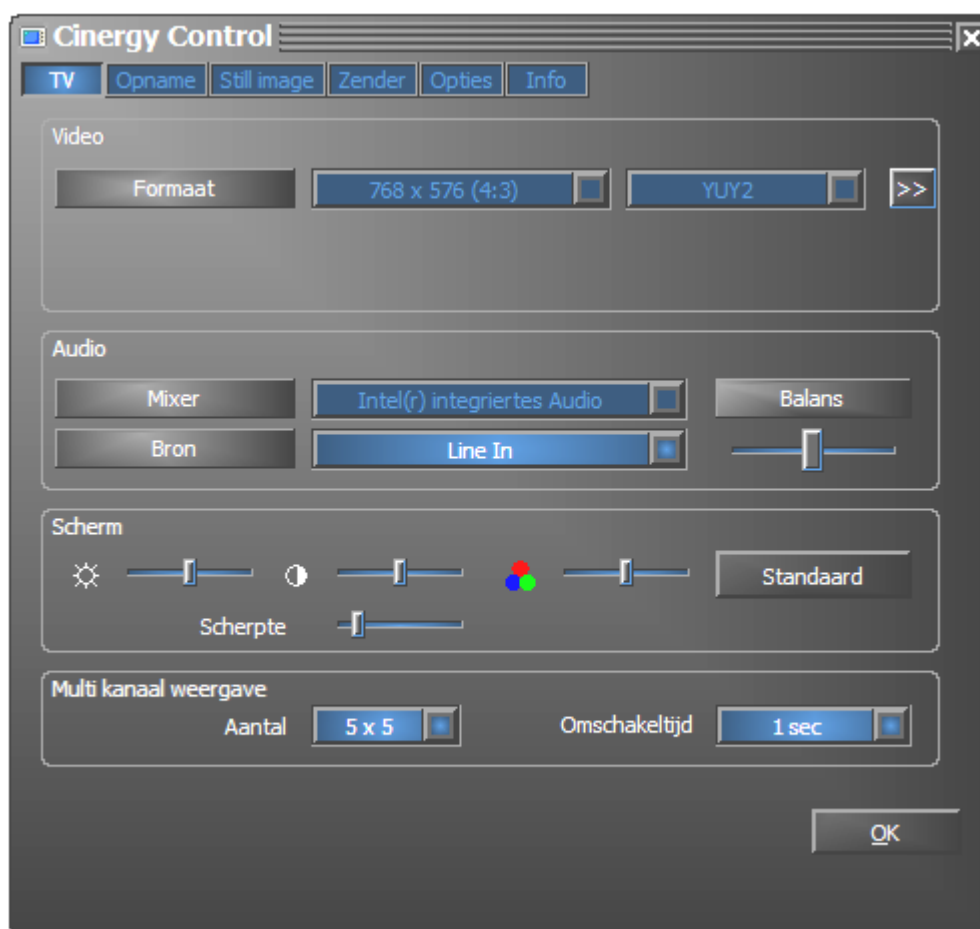 Cinergy Control
TV Opname Still image Zender Opties Info
Video
Formaat 768 x 576 (4:3) YUY2 >>
Audio
Mixer Intel(r) integriertes Audio Balans
Bron Line In
Scherm
Standaard
Scherpte
Multi kanaal weergave
Aantal 5 x 5 Omschakeltijd 1 sec
OK